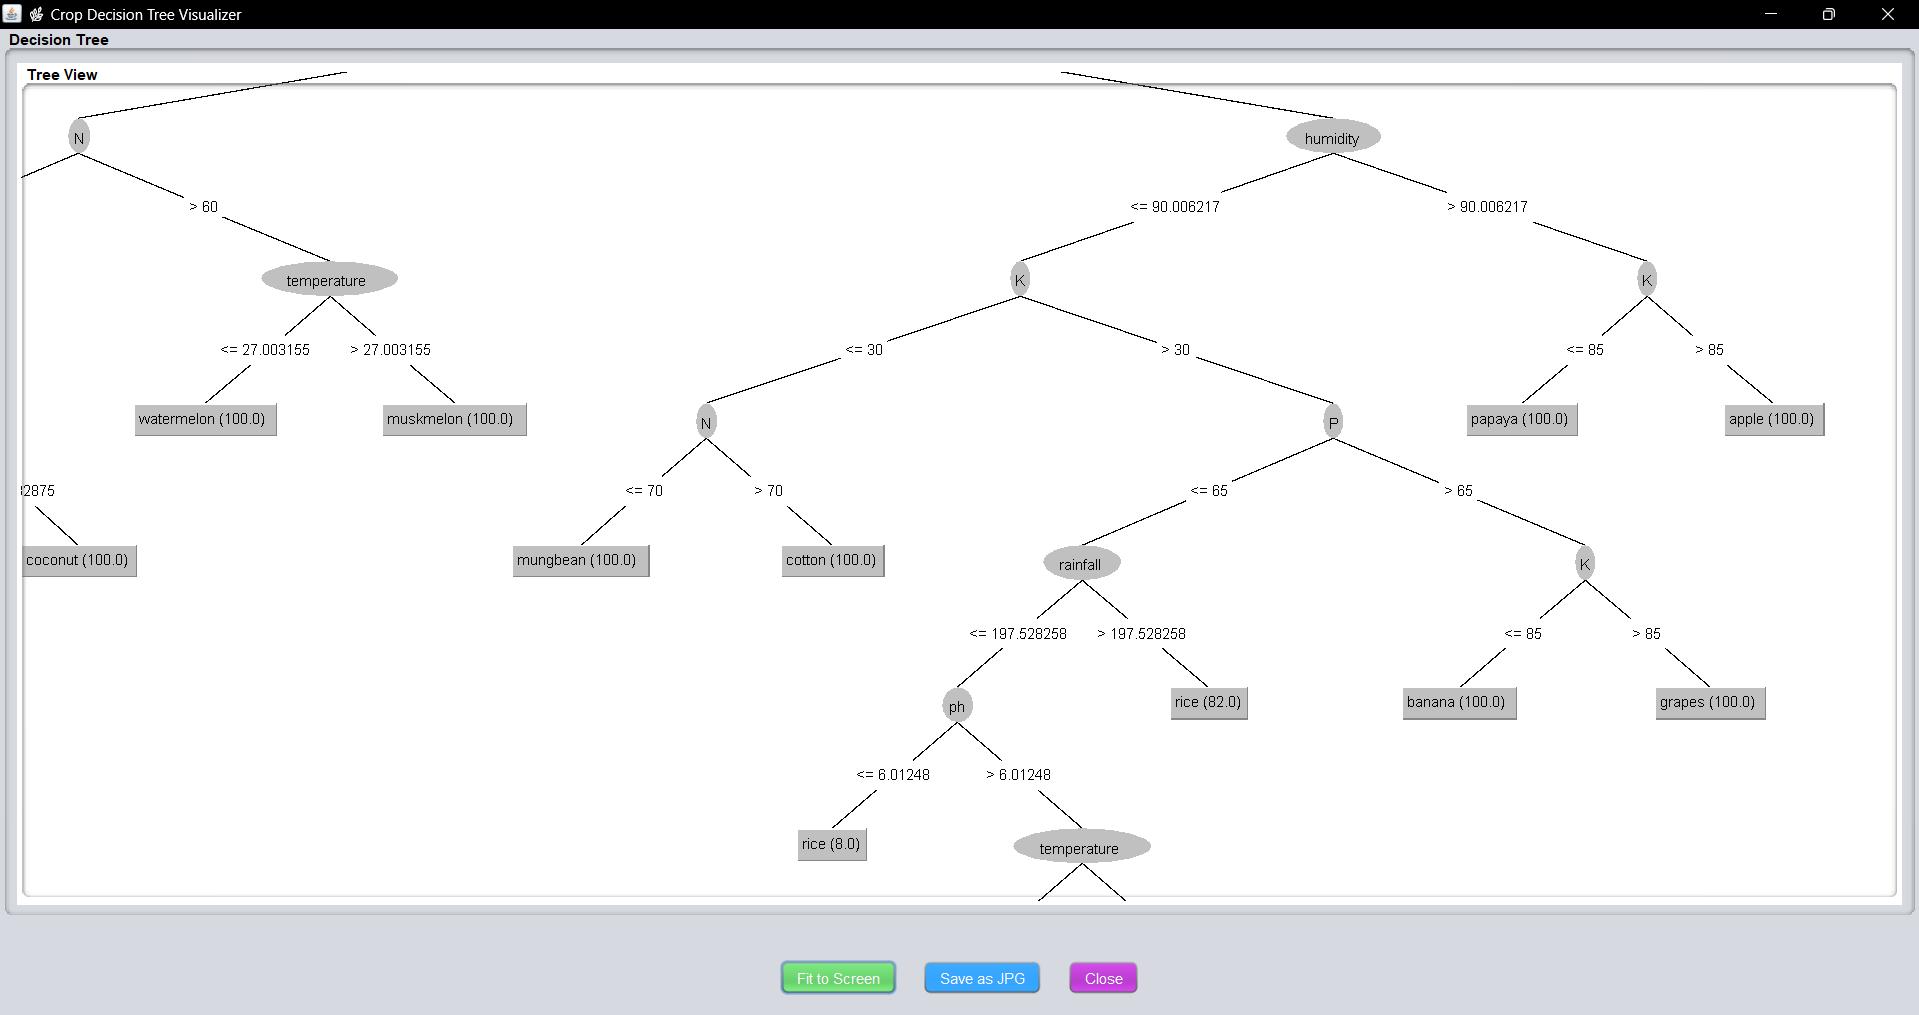 Crop Decision Tree Visualizer
Decision Tree
Tree View
N
humidity
> 60
<= 90.006217
> 90.006217
temperature
K
K
<= 27.003155
> 27.003155
<= 30
> 30
<= 85
> 85
watermelon (100.0)
muskmelon (100.0)
N
P
papaya (100.0)
apple (100.0)
2875
<= 70
> 70
<= 65
> 65
coconut (100.0)
mungbean (100.0)
cotton (100.0)
rainfall
K
<= 197.528258
> 197.528258
<= 85
> 85
ph
rice (82.0)
banana (100.0)
grapes (100.0)
<= 6.01248
> 6.01248
rice (8.0)
temperature
Fit to Screen
Save as JPG
Close